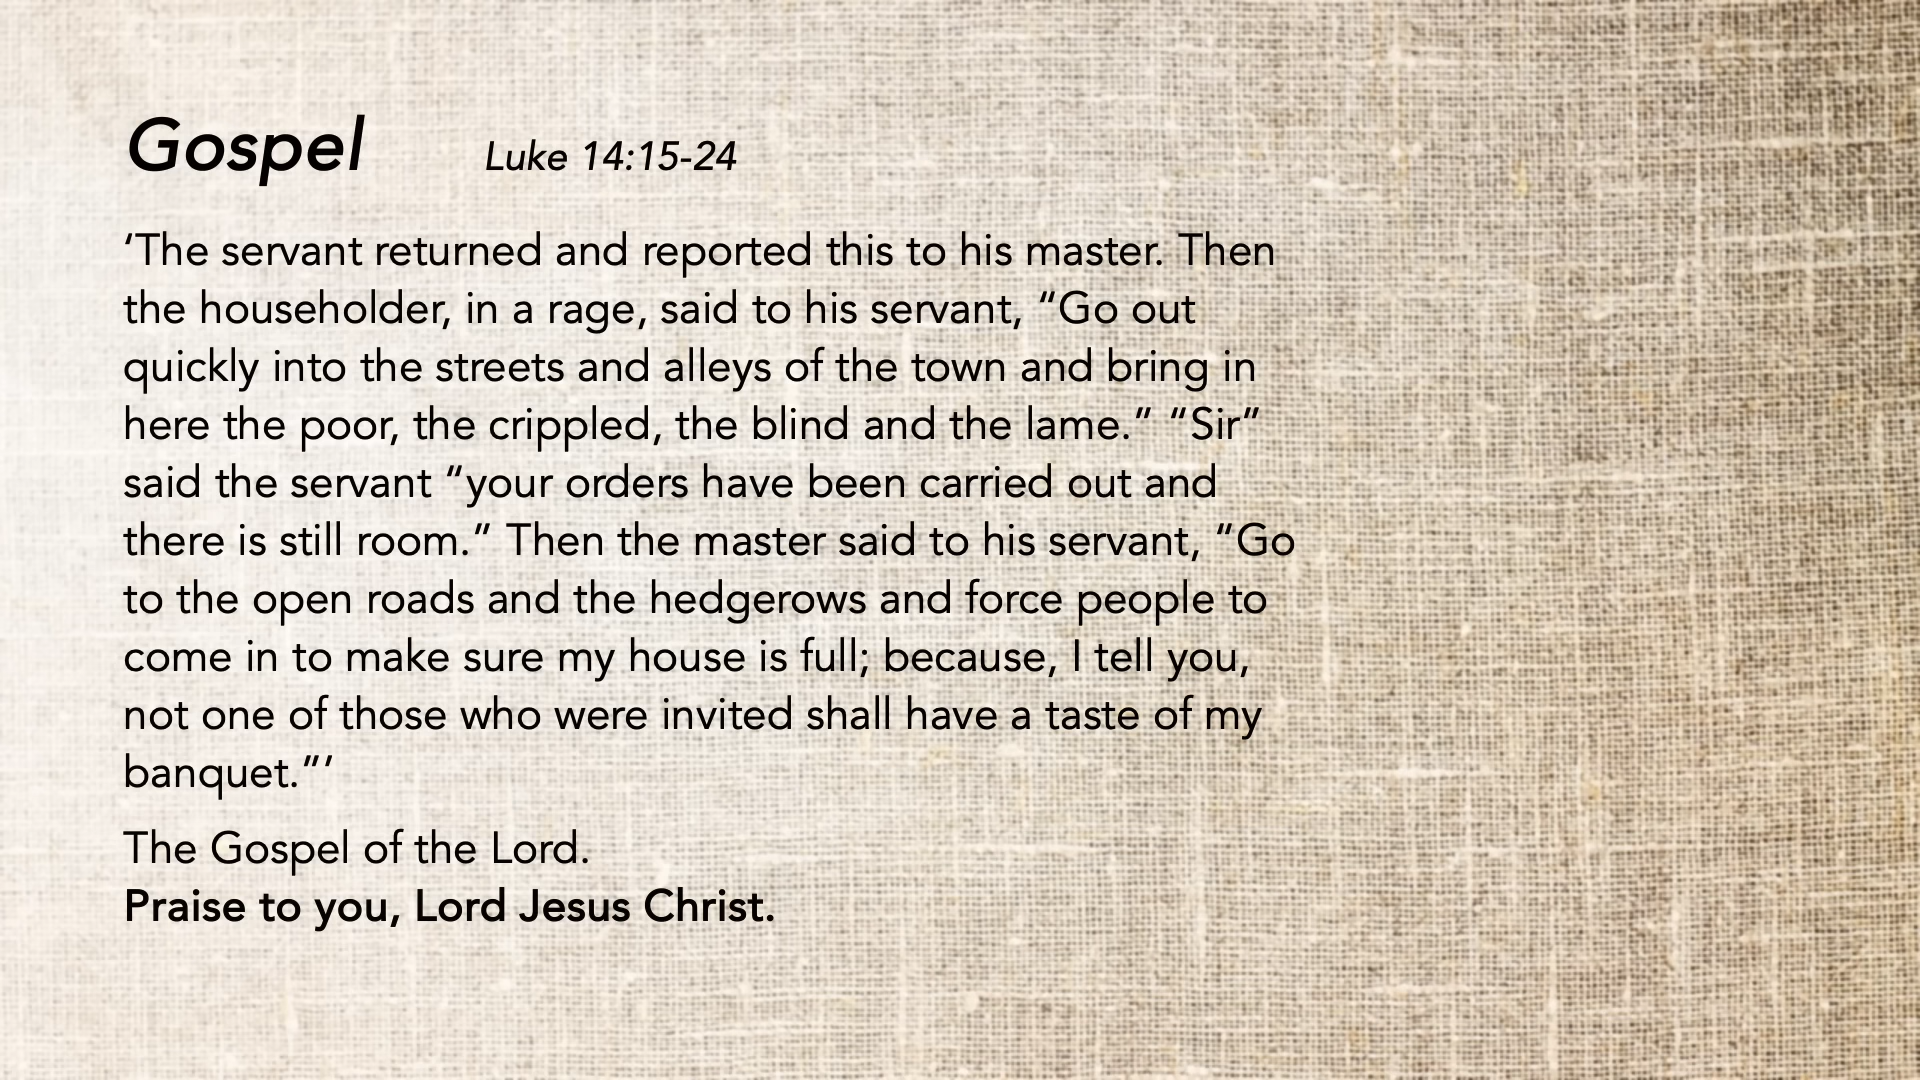 Gospel Luke 14:15-24
‘The servant returned and reported this to his master. Then
the householder, in a rage, said to his servant, “Go out
quickly into the streets and alleys of the town and bring in
here the poor, the crippled, the blind and the lame.” “Sir”
said the servant “your orders have been carried out and
there is still room.” Then the master said to his servant, “Go
to the open roads and the hedgerows and force people to
come in to make sure my house is full; because, I tell you,
not one of those who were invited shall have a taste of my
banquet.”’
The Gospel of the Lord.
Praise to you, Lord Jesus Christ.